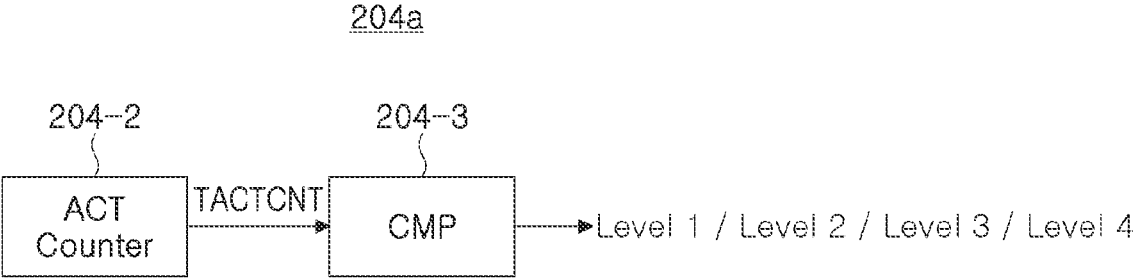 204a
204-2
204-3
ACT
Counter
TACTCNT
CMP
Level 1 / Level 2 / Level 3 / Level 4